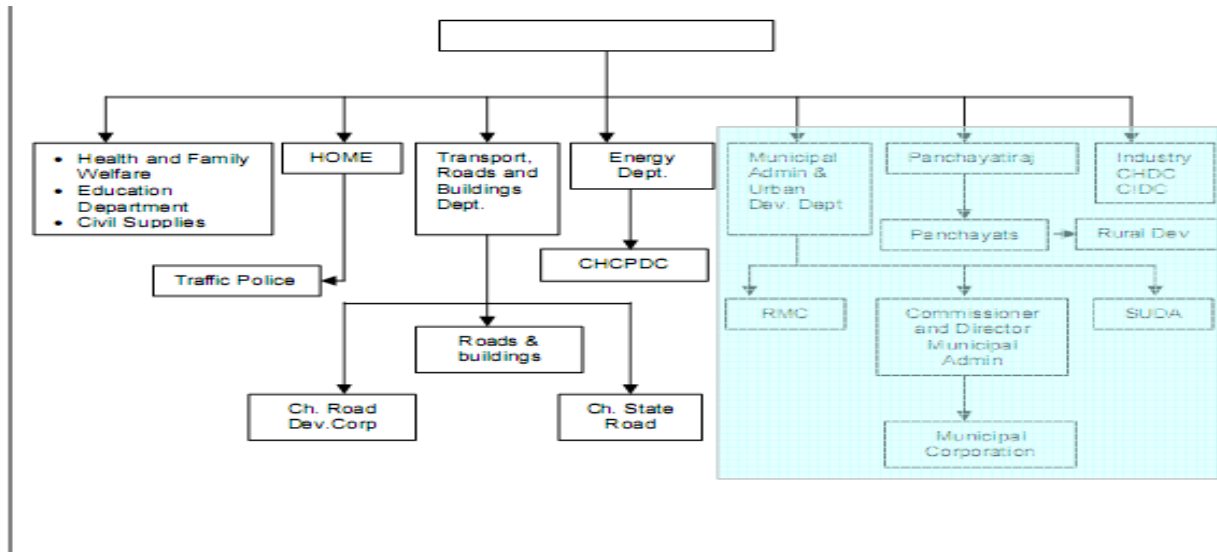 • Health and Family
Welfare
• Education
Department
• Civil Supplies
HOME
Transport,
Roads and
Buildings
Dept.
Energy
Dept.
Municipal
Admin &
Urban
Dev. Dept
Panchayatiraj
Industry
CHDC
CIDC
Panchayats
Rural Dev
Traffic Police
CHCPDC
RMC
Commissioner
and Director
Municipal
Admin
SUDA
Roads &
buildings
Ch. Road
Dev.Corp
Ch. State
Road
Municipal
Corporation